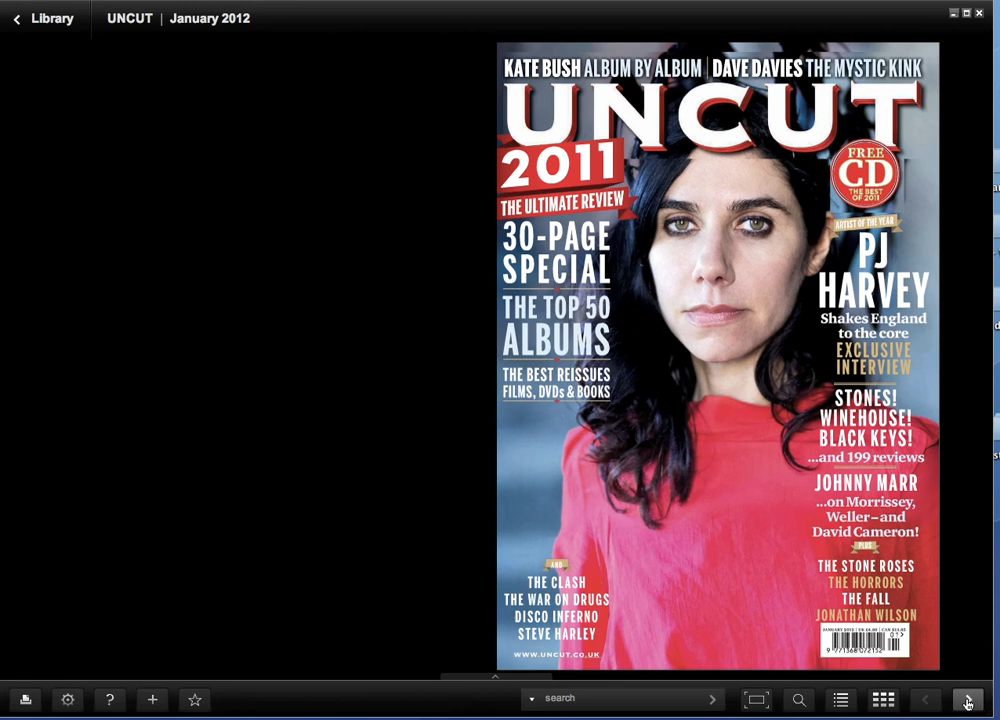 Library
UNCUT | January 2012
KATE BUSH ALBUM BY ALBUM | DAVE DAVIES THE MYSTIC KINK
UNCUT
2011
THE ULTIMATE REVIEW
30-PAGE
SPECIAL
THE TOP 50
ALBUMS
THE BEST REISSUES
FILMS, DVDs & BOOKS
FREE
CD
THE BEST
OF 2011
ARTIST OF THE YEAR
PJ
HARVEY
Shakes England
to the core
EXCLUSIVE
INTERVIEW
STONES!
WINEHOUSE!
BLACK KEYS!
...and 199 reviews
JOHNNY MARR
...on Morrissey,
Weller–and
David Cameron!
PLUS
THE STONE ROSES
THE HORRORS
THE FALL
JONATHAN WILSON
AND
THE CLASH
THE WAR ON DRUGS
DISCO INFERNO
STEVE HARLEY
WWW.UNCUT.CO.UK
9 771368 072152
01>
search